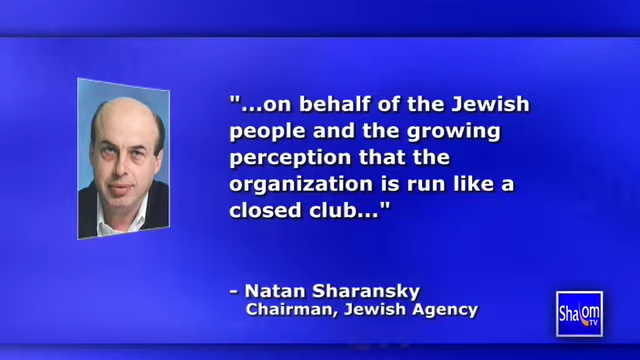 "...on behalf of the Jewish
people and the growing
perception that the
organization is run like a
closed club..."
- Natan Sharansky
Chairman, Jewish Agency
Shalom
TV